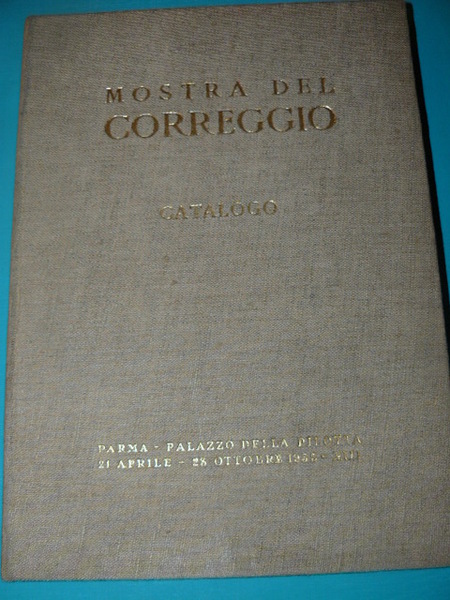 MOSTRA DEL
CORREGGIO
CATALOGO
PARMA - PALAZZO DELLA PILOTTA
21 APRILE - 28 OTTOBRE